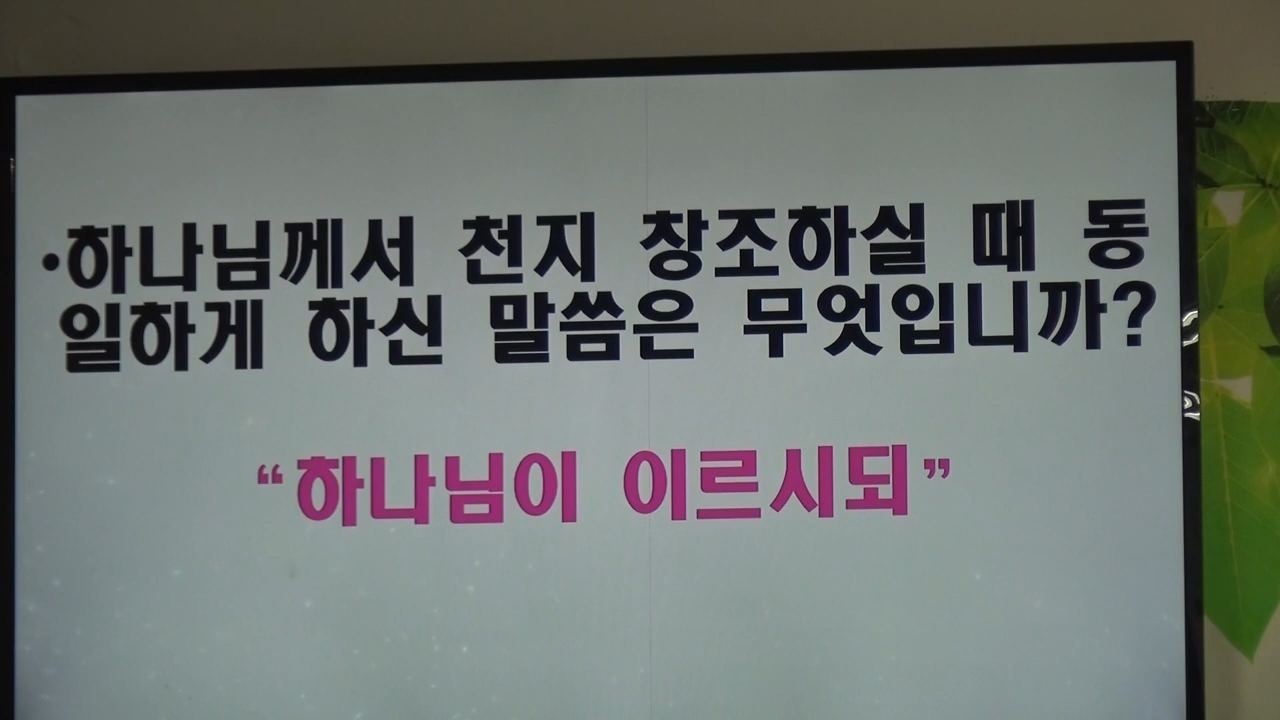 ·하나님께서 천지 창조하실 때 동
일하게 하신 말씀은 무엇입니까?
“하나님이 이르시되”